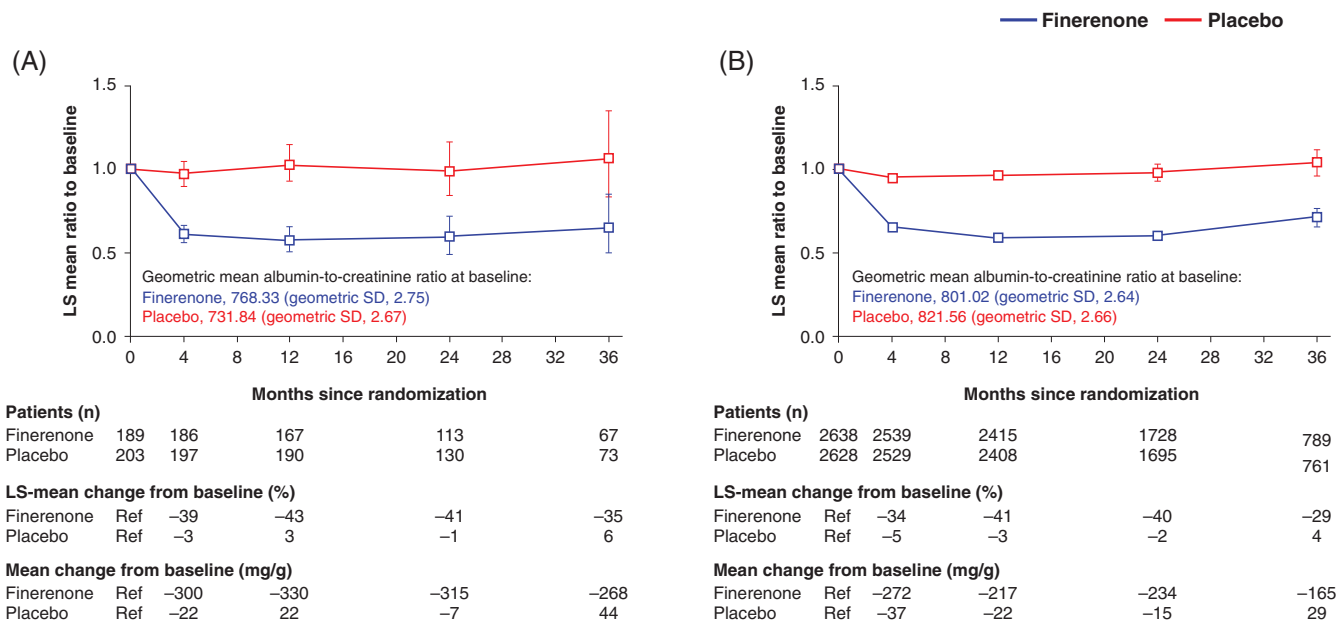 Finerenone Placebo
(A)
LS mean ratio to baseline
1.5
1.0
0.5
0.0
Geometric mean albumin-to-creatinine ratio at baseline:
Finerenone, 768.33 (geometric SD, 2.75)
Placebo, 731.84 (geometric SD, 2.67)
0 4 8 12 16 20 24 28 32 36
Months since randomization
Patients (n)
Finerenone 189 186 167 113 67
Placebo 203 197 190 130 73
LS-mean change from baseline (%)
Finerenone Ref –39 –43 –41 –35
Placebo Ref –3 3 –1 6
Mean change from baseline (mg/g)
Finerenone Ref –300 –330 –315 –268
Placebo Ref –22 22 –7 44
(B)
LS mean ratio to baseline
1.5
1.0
0.5
0.0
Geometric mean albumin-to-creatinine ratio at baseline:
Finerenone, 801.02 (geometric SD, 2.64)
Placebo, 821.56 (geometric SD, 2.66)
0 4 8 12 16 20 24 28 32 36
Months since randomization
Patients (n)
Finerenone 2638 2539 2415 1728 789
Placebo 2628 2529 2408 1695 761
LS-mean change from baseline (%)
Finerenone Ref –34 –41 –40 –29
Placebo Ref –5 –3 –2 4
Mean change from baseline (mg/g)
Finerenone Ref –272 –217 –234 –165
Placebo Ref –37 –22 –15 29